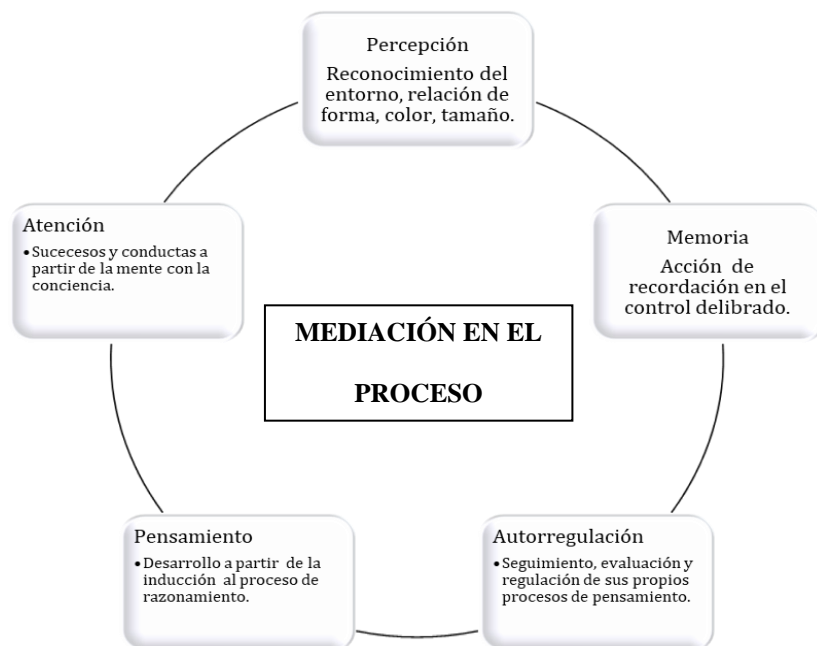 Percepción
Reconocimiento del
entorno, relación de
forma, color, tamaño.
Memoria
Acción de
recordación en el
control delibrado.
Autorregulación
•Seguimiento, evaluación y
regulación de sus propios
procesos de pensamiento.
Pensamiento
•Desarrollo a partir de la
inducción al proceso de
razonamiento.
Atención
•Sucecesos y conductas a
partir de la mente con la
conciencia.
MEDIACIÓN EN EL
PROCESO